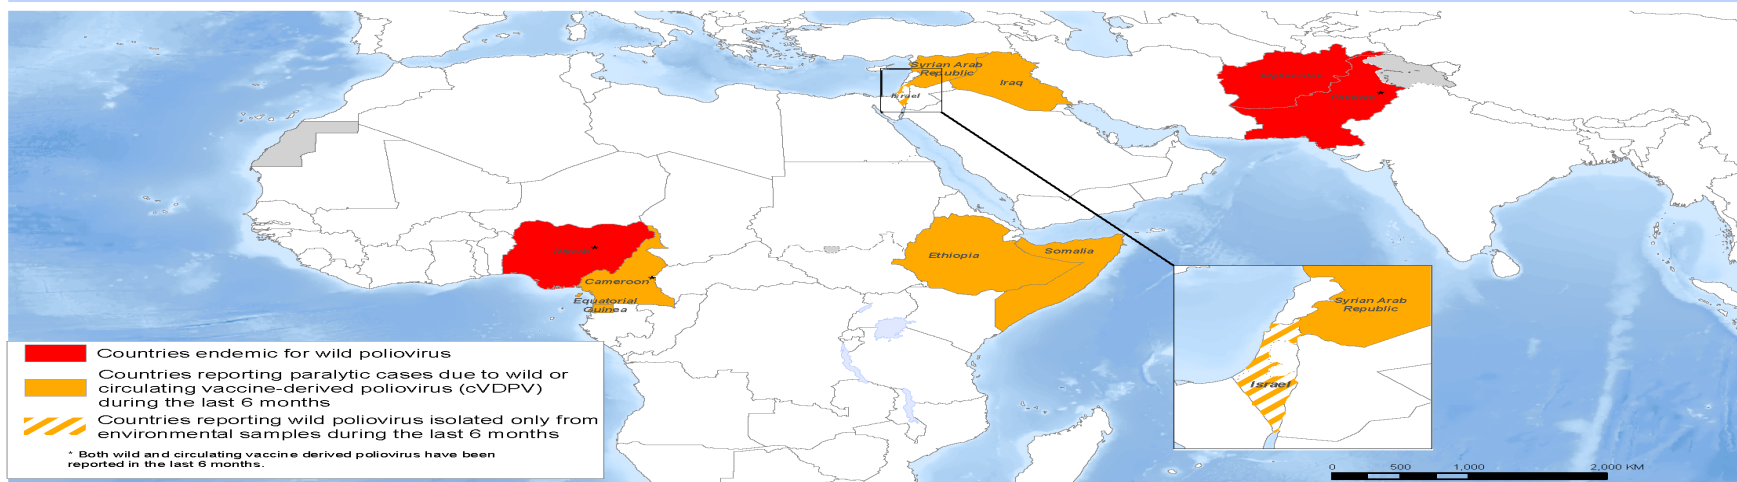 Syrian Arab
Republic
Iraq
Israel
Afghanistan
Pakistan *
Nigeria *
Cameroon *
Equatorial
Guinea
Ethiopia
Somalia
Syrian Arab
Republic
Israel
Countries endemic for wild poliovirus
Countries reporting paralytic cases due to wild or
circulating vaccine-derived poliovirus (cVDPV)
during the last 6 months
Countries reporting wild poliovirus isolated only from
environmental samples during the last 6 months
* Both wild and circulating vaccine derived poliovirus have been
reported in the last 6 months.
0 500 1,000 2,000 KM